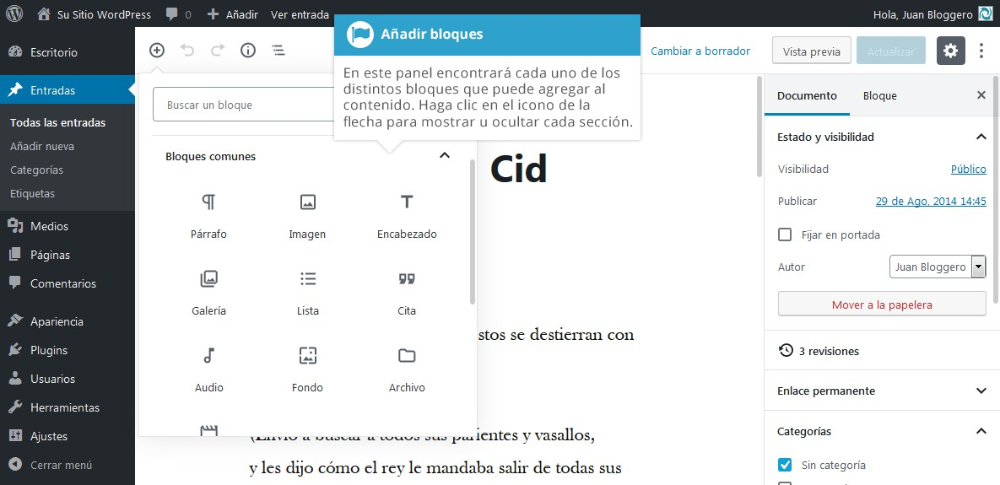 Su Sitio WordPress 0 Añadir Ver entrada
Hola, Juan Bloggero
Escritorio
Entradas
Todas las entradas
Añadir nueva
Categorías
Etiquetas
Medios
Páginas
Comentarios
Apariencia
Plugins
Usuarios
Herramientas
Ajustes
Cerrar menú
Añadir bloques
En este panel encontrará cada uno de los
distintos bloques que puede agregar al
contenido. Haga clic en el icono de la
flecha para mostrar u ocultar cada sección.
Cambiar a borrador
Vista previa
Actualizar
Buscar un bloque
Bloques comunes
Párrafo
Imagen
Encabezado
Galería
Lista
Cita
Audio
Fondo
Archivo
Cid
stos se destierran con
(Envió a buscar a todos sus parientes y vasallos,
y les dijo cómo el rey le mandaba salir de todas sus
Documento
Bloque
Estado y visibilidad
Visibilidad Público
Publicar 29 de Ago, 2014 14:45
Fijar en portada
Autor Juan Bloggero
Mover a la papelera
3 revisiones
Enlace permanente
Categorías
Sin categoría